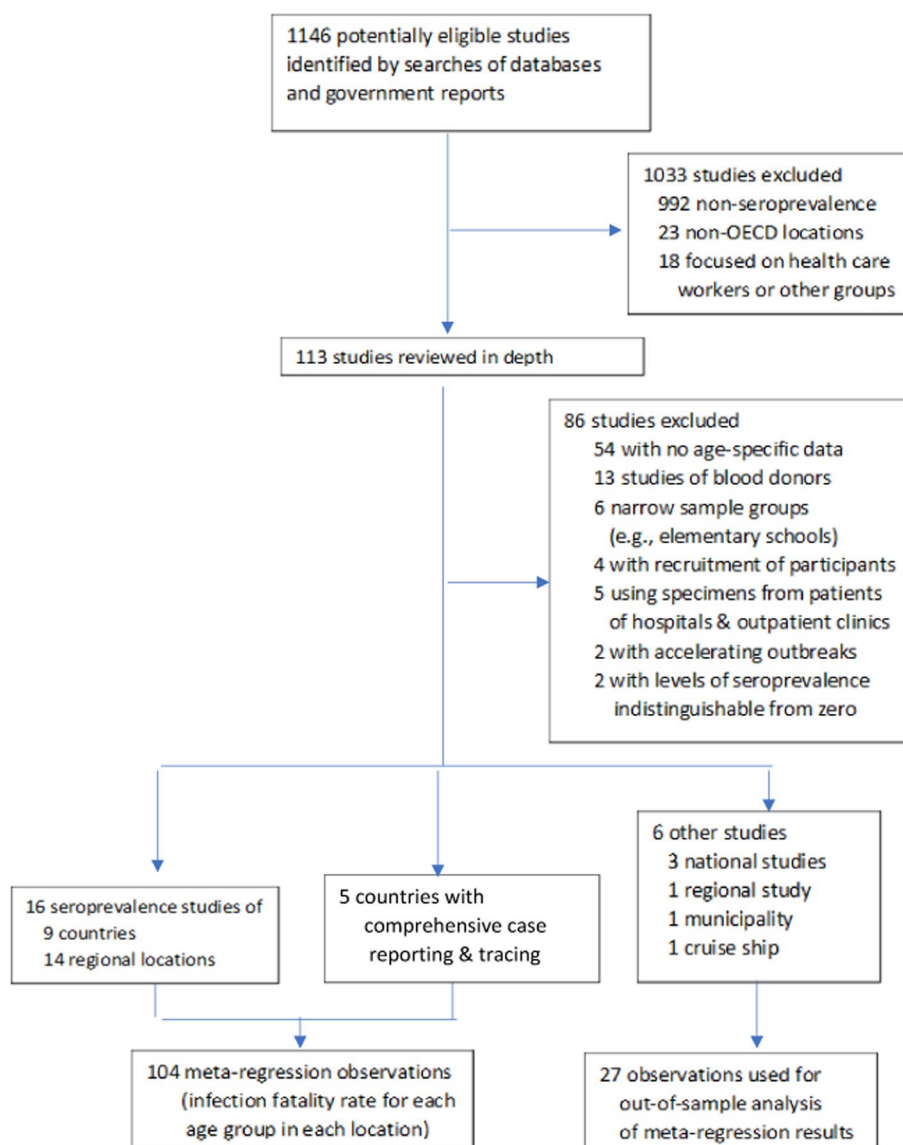 1146 potentially eligible studies
identified by searches of databases
and government reports
1033 studies excluded
992 non-seroprevalence
23 non-OECD locations
18 focused on health care
workers or other groups
113 studies reviewed in depth
86 studies excluded
54 with no age-specific data
13 studies of blood donors
6 narrow sample groups
(e.g., elementary schools)
4 with recruitment of participants
5 using specimens from patients
of hospitals & outpatient clinics
2 with accelerating outbreaks
2 with levels of seroprevalence
indistinguishable from zero
16 seroprevalence studies of
9 countries
14 regional locations
5 countries with
comprehensive case
reporting & tracing
6 other studies
3 national studies
1 regional study
1 municipality
1 cruise ship
104 meta-regression observations
(infection fatality rate for each
age group in each location)
27 observations used for
out-of-sample analysis
of meta-regression results